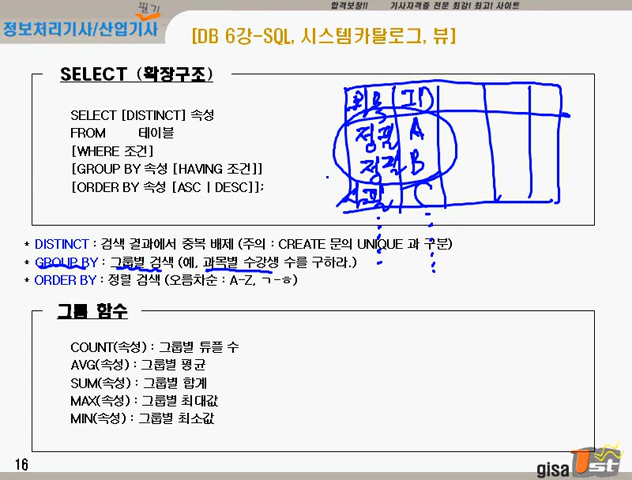 합격보장!! 기사자격증 전문 최강! 최고! 사이트
필기
정보처리기사/산업기사
[DB 6강-SQL, 시스템카탈로그, 뷰]
SELECT (확장구조)
SELECT [DISTINCT] 속성
FROM 테이블
[WHERE 조건]
[GROUP BY 속성 [HAVING 조건]]
[ORDER BY 속성 [ASC | DESC]];
과목 ID
정필 A
정필 B
C
* DISTINCT : 검색 결과에서 중복 배제 (주의 : CREATE 문의 UNIQUE 과 구분)
* GROUP BY : 그룹별 검색 (예, 과목별 수강생 수를 구하라.)
* ORDER BY : 정렬 검색 (오름차순 : A-Z, ㄱ-ㅎ)
그룹 함수
COUNT(속성) : 그룹별 튜플 수
AVG(속성) : 그룹별 평균
SUM(속성) : 그룹별 합계
MAX(속성) : 그룹별 최대값
MIN(속성) : 그룹별 최소값
16
gisa 1st